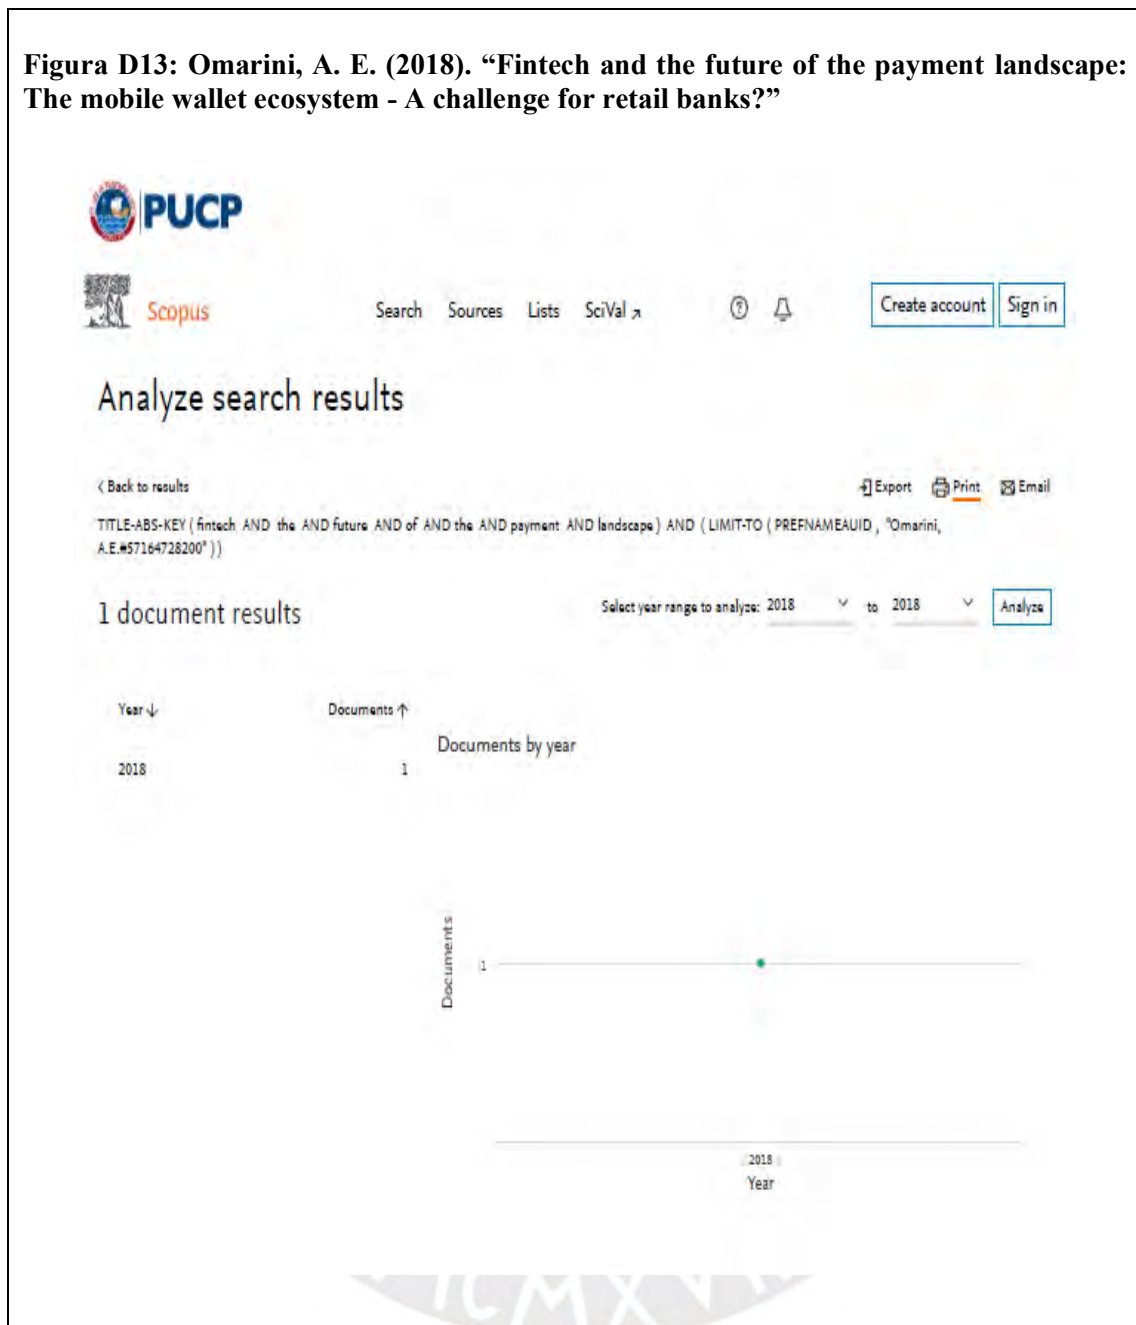 Figura D13: Omarini, A. E. (2018). “Fintech and the future of the payment landscape:
The mobile wallet ecosystem - A challenge for retail banks?”
PUCP
Scopus Search Sources Lists SciVal ↗ Create account Sign in
Analyze search results
< Back to results Export Print Email
TITLE-ABS-KEY ( fintech AND the AND future AND of AND the AND payment AND landscape ) AND ( LIMIT-TO ( PREFNAMEAUID , "Omarini,
A.E.#57164728200" ) )
1 document results Select year range to analyze: 2018 to 2018 Analyze
Year ↓ Documents ↑
Documents by year
2018 1
Documents
1
2018
Year